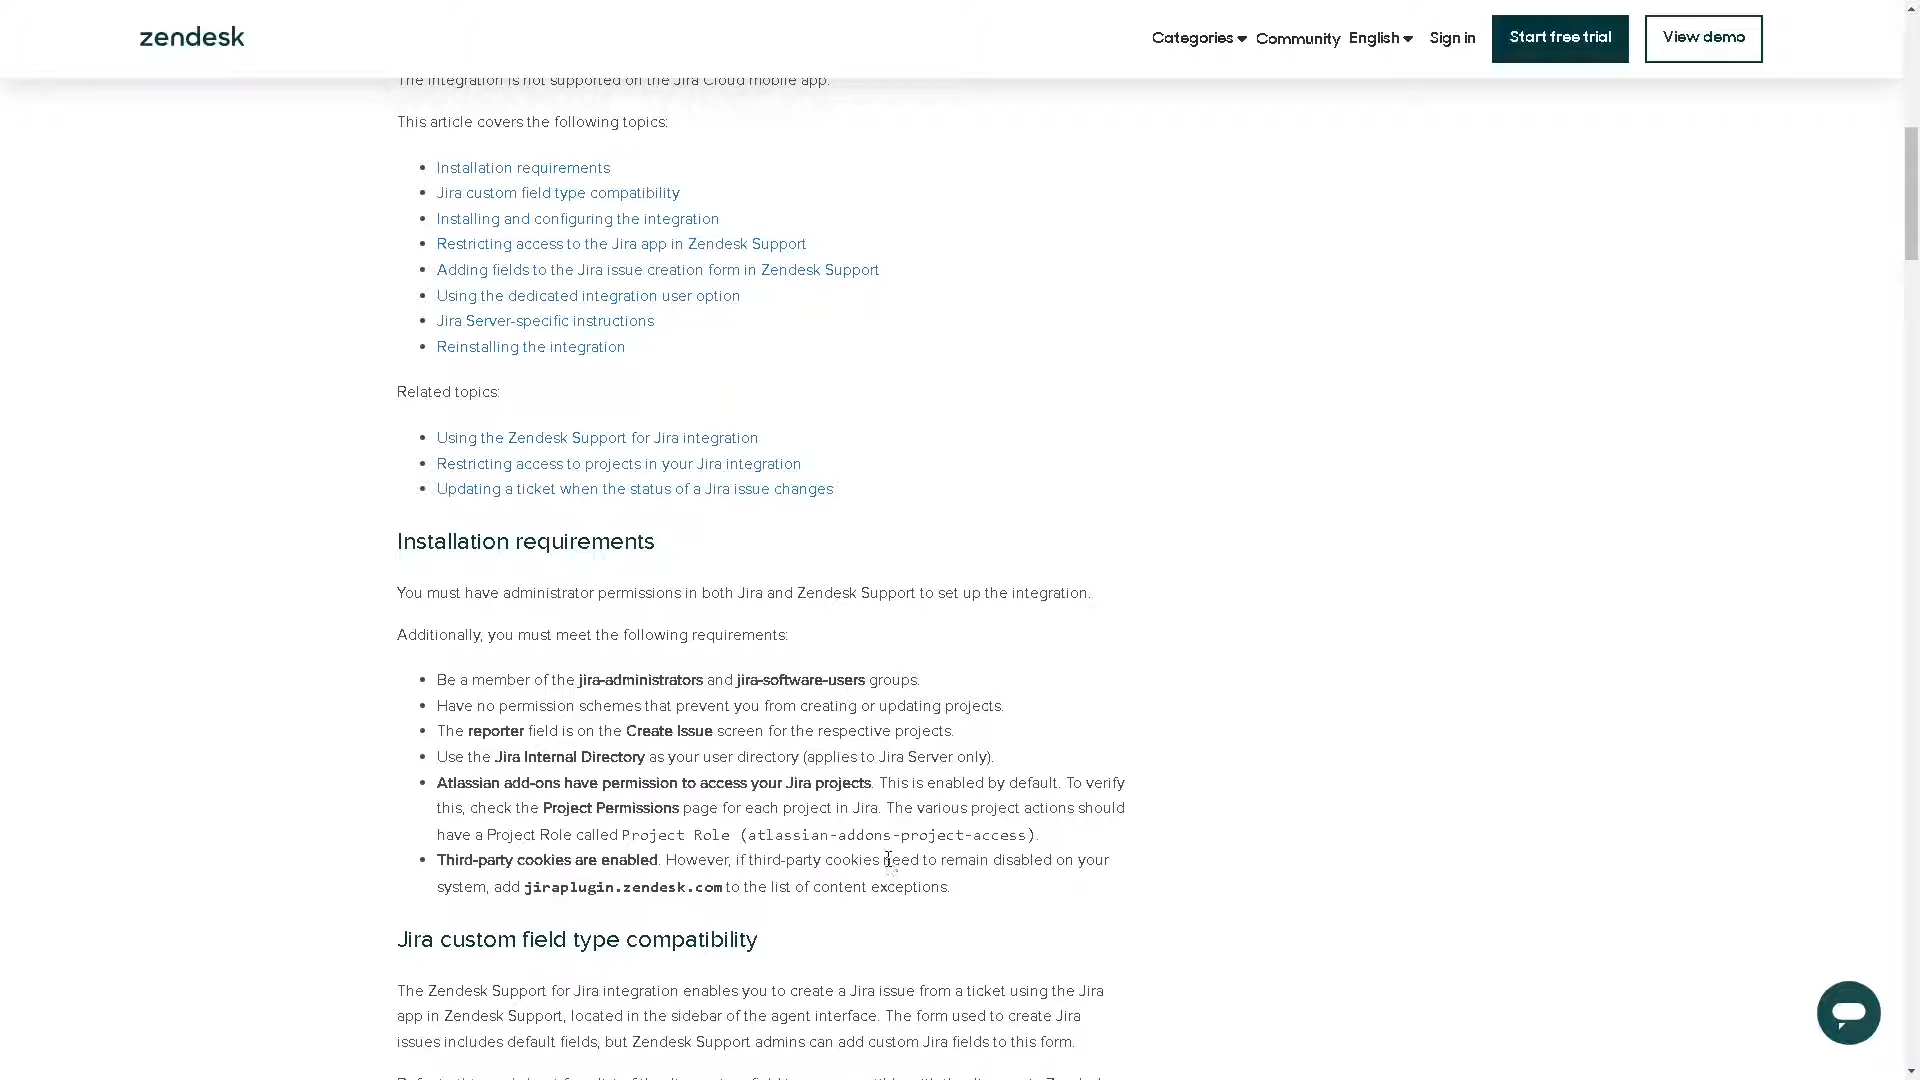 zendesk
Categories Community English Sign in Start free trial View demo
The integration is not supported on the Jira Cloud mobile app.
This article covers the following topics:
Installation requirements
Jira custom field type compatibility
Installing and configuring the integration
Restricting access to the Jira app in Zendesk Support
Adding fields to the Jira issue creation form in Zendesk Support
Using the dedicated integration user option
Jira Server-specific instructions
Reinstalling the integration
Related topics:
Using the Zendesk Support for Jira integration
Restricting access to projects in your Jira integration
Updating a ticket when the status of a Jira issue changes
Installation requirements
You must have administrator permissions in both Jira and Zendesk Support to set up the integration.
Additionally, you must meet the following requirements:
Be a member of the jira-administrators and jira-software-users groups.
Have no permission schemes that prevent you from creating or updating projects.
The reporter field is on the Create Issue screen for the respective projects.
Use the Jira Internal Directory as your user directory (applies to Jira Server only).
Atlassian add-ons have permission to access your Jira projects. This is enabled by default. To verify
this, check the Project Permissions page for each project in Jira. The various project actions should
have a Project Role called Project Role (atlassian-addons-project-access).
Third-party cookies are enabled. However, if third-party cookies need to remain disabled on your
system, add jiraplugin.zendesk.com to the list of content exceptions.
Jira custom field type compatibility
The Zendesk Support for Jira integration enables you to create a Jira issue from a ticket using the Jira
app in Zendesk Support, located in the sidebar of the agent interface. The form used to create Jira
issues includes default fields, but Zendesk Support admins can add custom Jira fields to this form.